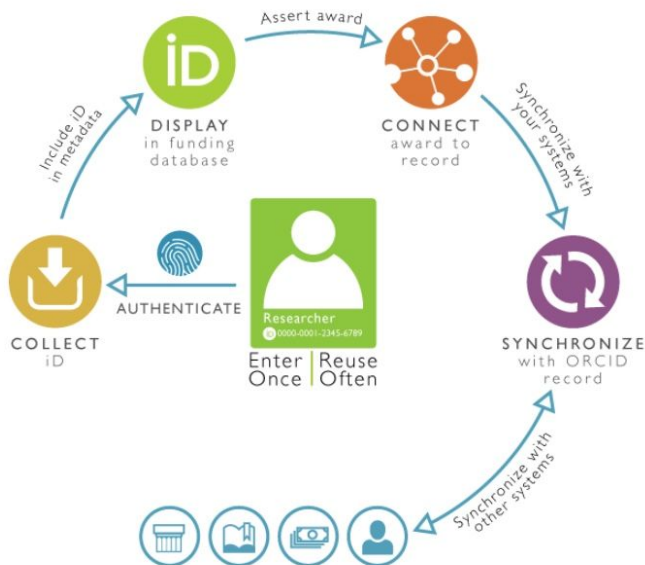 Assert award
iD
DISPLAY
in funding
database
CONNECT
award to
record
Include iD
in metadata
Synchronize with
your systems
AUTHENTICATE
COLLECT
iD
Researcher
iD 0000-0001-2345-6789
Enter | Reuse
Once | Often
SYNCHRONIZE
with ORCID
record
Synchronize with
other systems